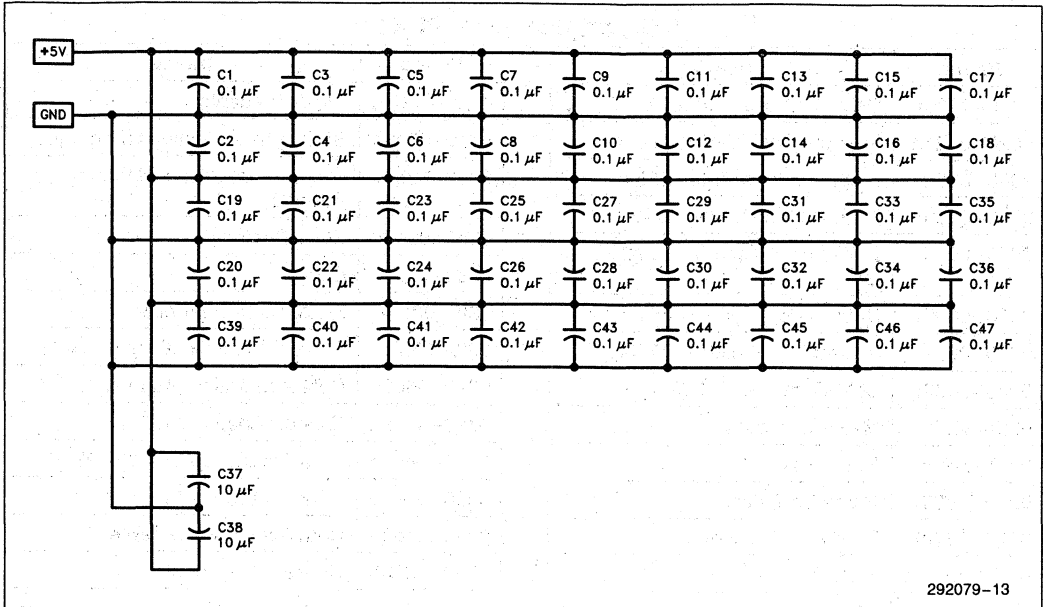 +5V
C1 C3 C5 C7 C9 C11 C13 C15 C17
0.1 µF 0.1 µF 0.1 µF 0.1 µF 0.1 µF 0.1 µF 0.1 µF 0.1 µF 0.1 µF
GND
C2 C4 C6 C8 C10 C12 C14 C16 C18
0.1 µF 0.1 µF 0.1 µF 0.1 µF 0.1 µF 0.1 µF 0.1 µF 0.1 µF 0.1 µF
C19 C21 C23 C25 C27 C29 C31 C33 C35
0.1 µF 0.1 µF 0.1 µF 0.1 µF 0.1 µF 0.1 µF 0.1 µF 0.1 µF 0.1 µF
C20 C22 C24 C26 C28 C30 C32 C34 C36
0.1 µF 0.1 µF 0.1 µF 0.1 µF 0.1 µF 0.1 µF 0.1 µF 0.1 µF 0.1 µF
C39 C40 C41 C42 C43 C44 C45 C46 C47
0.1 µF 0.1 µF 0.1 µF 0.1 µF 0.1 µF 0.1 µF 0.1 µF 0.1 µF 0.1 µF
C37
10 µF
C38
10 µF
292079–13